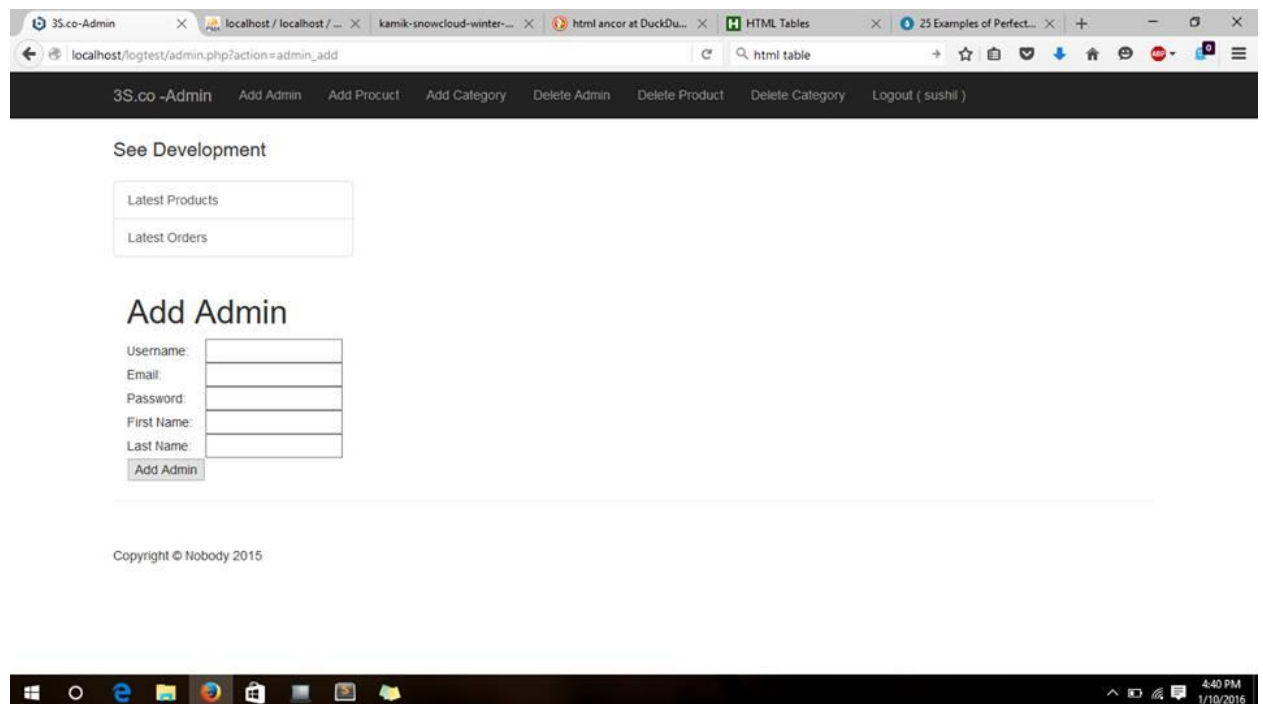 3S.co-Admin
localhost / localhost / ...
kamik-snowcloud-winter-...
html ancor at DuckDu...
HTML Tables
25 Examples of Perfect...
localhost/logtest/admin.php?action=admin_add
html table
ABP
0
3S.co -Admin Add Admin Add Procuct Add Category Delete Admin Delete Product Delete Category Logout ( sushil )
See Development
Latest Products
Latest Orders
Add Admin
Username:
Email:
Password:
First Name:
Last Name:
Add Admin
Copyright © Nobody 2015
4:40 PM
1/10/2016